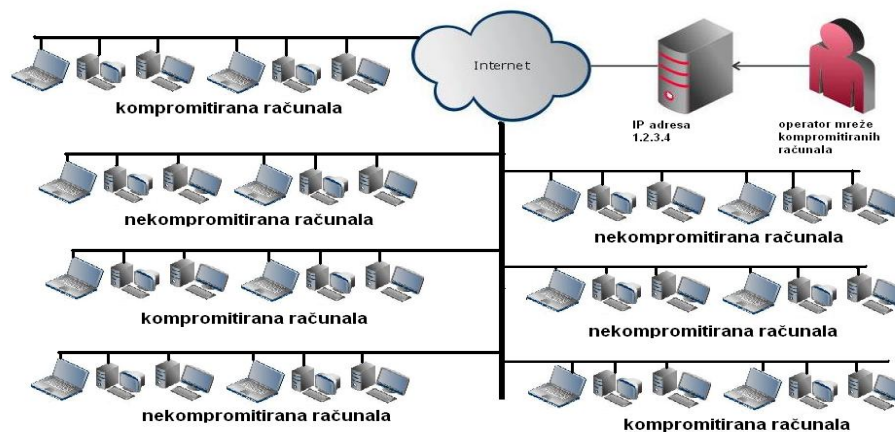 Internet
kompromitirana računala
IP adresa
1.2.3.4
operator mreže
kompromitiranih
računala
nekompromitirana računala
nekompromitirana računala
kompromitirana računala
nekompromitirana računala
nekompromitirana računala
kompromitirana računala